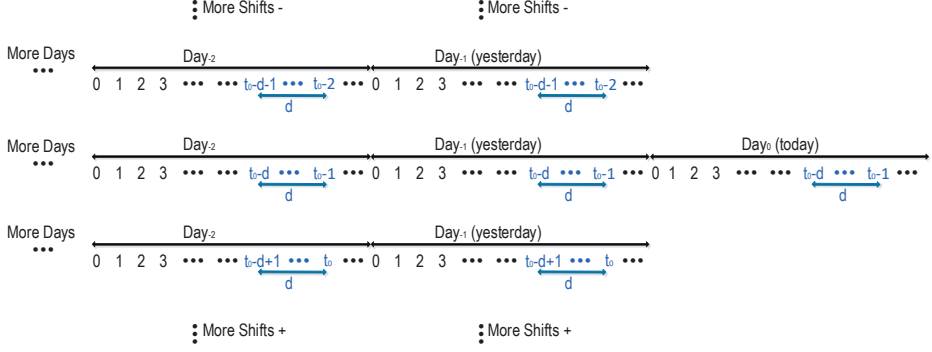 ⋮ More Shifts - ⋮ More Shifts -
More Days Day₋₂ Day₋₁ (yesterday)
••• 0 1 2 3 ••• ••• t₀-d-1 ••• t₀-2 ••• 0 1 2 3 ••• ••• t₀-d-1 ••• t₀-2 •••
d d
More Days Day₋₂ Day₋₁ (yesterday) Day₀ (today)
••• 0 1 2 3 ••• ••• t₀-d ••• t₀-1 ••• 0 1 2 3 ••• ••• t₀-d ••• t₀-1 ••• 0 1 2 3 ••• ••• t₀-d ••• t₀-1 •••
d d d
More Days Day₋₂ Day₋₁ (yesterday)
••• 0 1 2 3 ••• ••• t₀-d+1 ••• t₀ ••• 0 1 2 3 ••• ••• t₀-d+1 ••• t₀ •••
d d
⋮ More Shifts + ⋮ More Shifts +